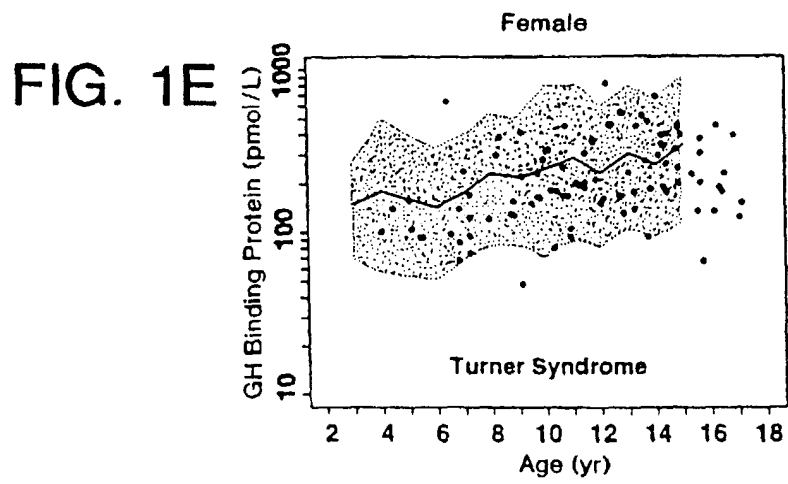 Female
FIG. 1E
GH Binding Protein (pmol/L)
1000
100
10
Turner Syndrome
2 4 6 8 10 12 14 16 18
Age (yr)